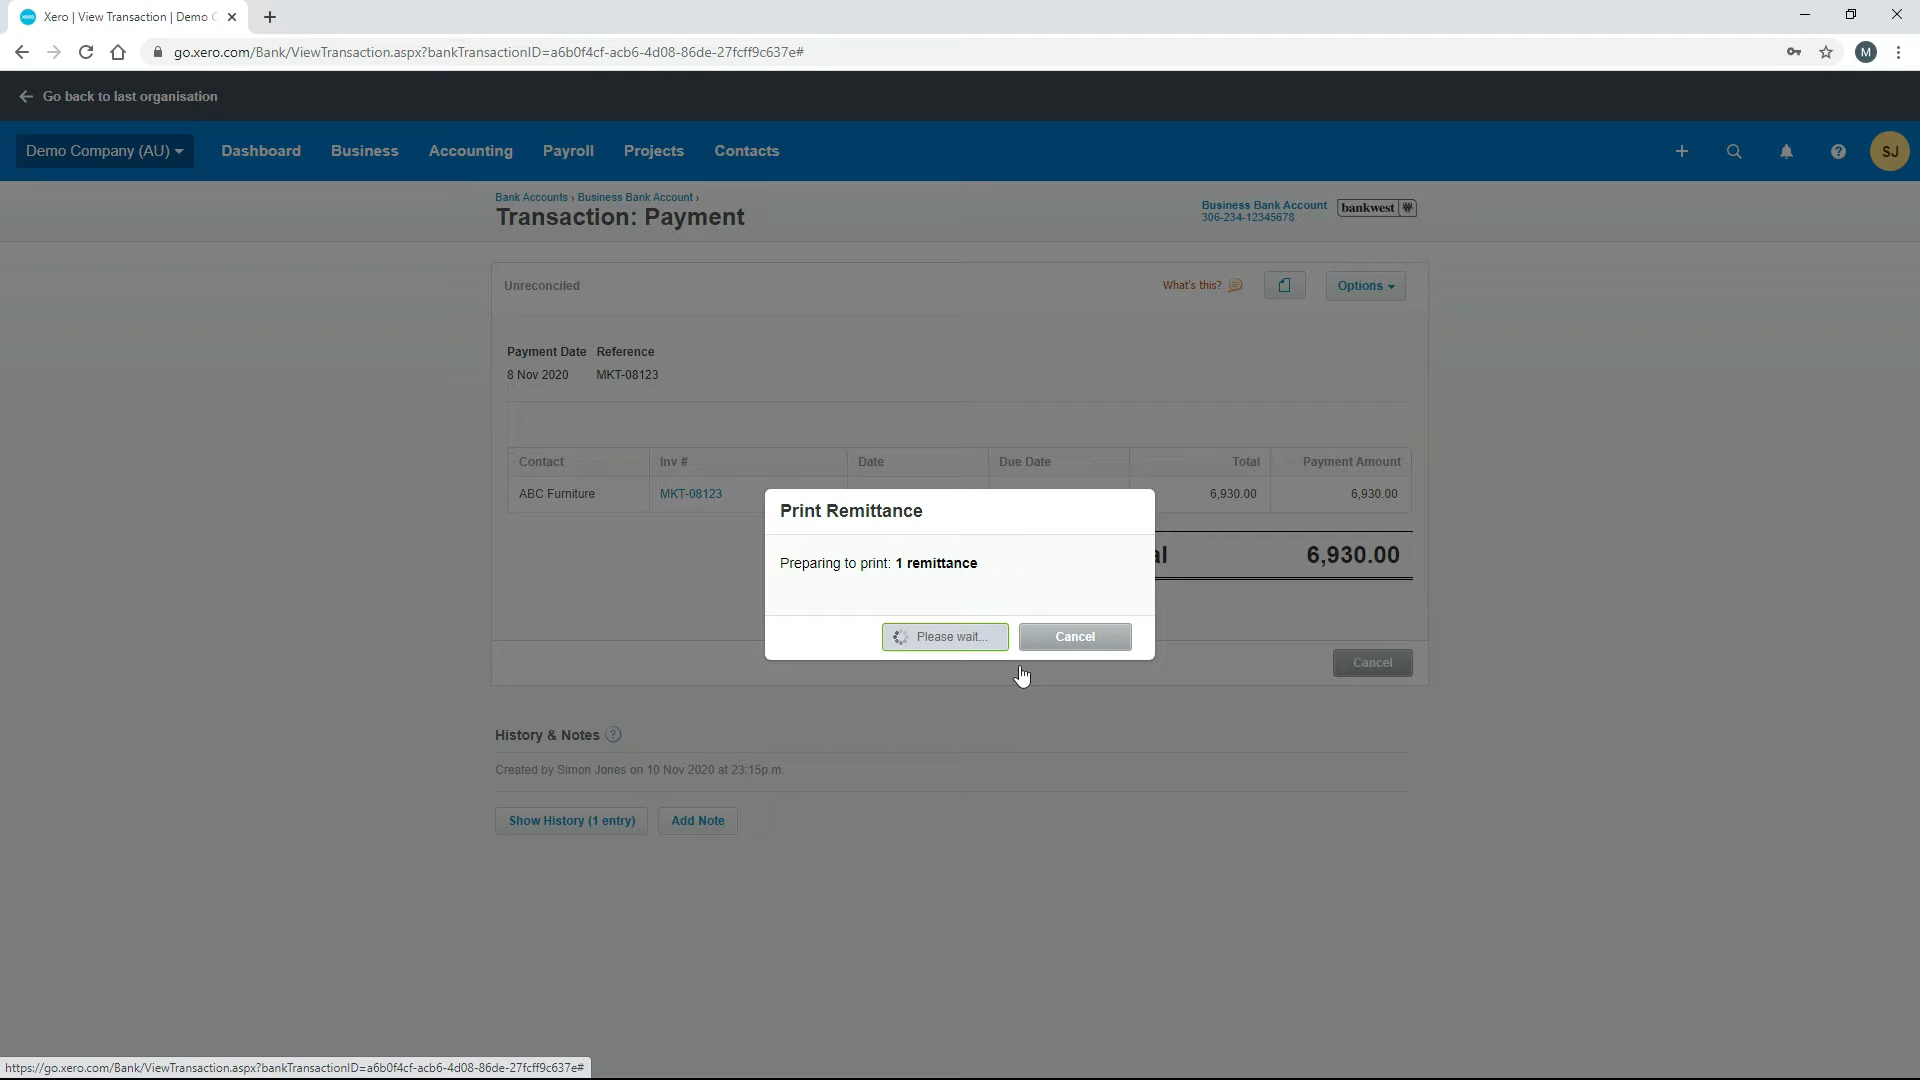 Xero | View Transaction | Demo C
go.xero.com/Bank/ViewTransaction.aspx?bankTransactionID=a6b0f4cf-acb6-4d08-86de-27fcff9c637e#
M
Go back to last organisation
Demo Company (AU) Dashboard Business Accounting Payroll Projects Contacts SJ
Bank Accounts › Business Bank Account ›
Transaction: Payment
Business Bank Account
306-234-12345678
bankwest
Unreconciled What's this? Options
Payment Date Reference
8 Nov 2020 MKT-08123
Contact Inv # Date Due Date Total Payment Amount
ABC Furniture MKT-08123 6,930.00 6,930.00
al 6,930.00
Print Remittance
Preparing to print: 1 remittance
Please wait... Cancel
Cancel
History & Notes ?
Created by Simon Jones on 10 Nov 2020 at 23:15p.m.
Show History (1 entry) Add Note
https://go.xero.com/Bank/ViewTransaction.aspx?bankTransactionID=a6b0f4cf-acb6-4d08-86de-27fcff9c637e#